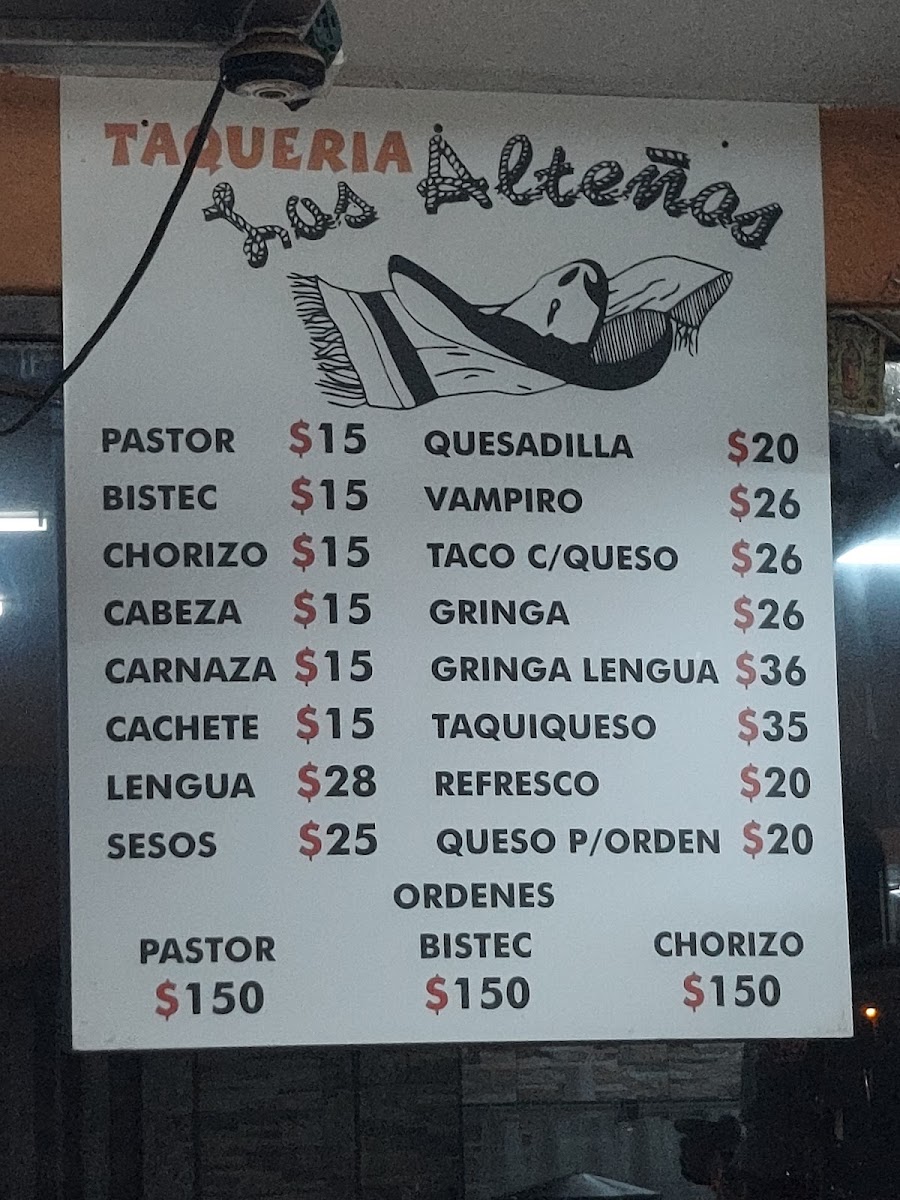 TAQUERIA
Los Alteños
PASTOR $15
BISTEC $15
CHORIZO $15
CABEZA $15
CARNAZA $15
CACHETE $15
LENGUA $28
SESOS $25
QUESADILLA $20
VAMPIRO $26
TACO C/QUESO $26
GRINGA $26
GRINGA LENGUA $36
TAQUIQUESO $35
REFRESCO $20
QUESO P/ORDEN $20
ORDENES
PASTOR
$150
BISTEC
$150
CHORIZO
$150